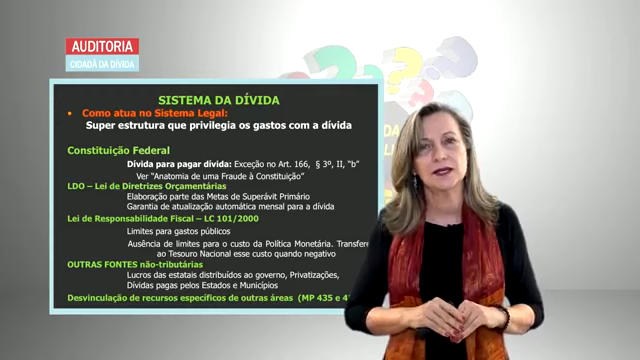 AUDITORIA
CIDADÃ DA DÍVIDA
SISTEMA DA DÍVIDA
• Como atua no Sistema Legal:
Super estrutura que privilegia os gastos com a dívida
Constituição Federal
Dívida para pagar dívida: Exceção no Art. 166, § 3º, II, "b"
Ver "Anatomia de uma Fraude à Constituição"
LDO – Lei de Diretrizes Orçamentárias
Elaboração parte das Metas de Superávit Primário
Garantia de atualização automática mensal para a dívida
Lei de Responsabilidade Fiscal – LC 101/2000
Limites para gastos públicos
Ausência de limites para o custo da Política Monetária. Transfere
ao Tesouro Nacional esse custo quando negativo
OUTRAS FONTES não-tributárias
Lucros das estatais distribuídos ao governo, Privatizações,
Dívidas pagas pelos Estados e Municípios
Desvinculação de recursos específicos de outras áreas (MP 435 e